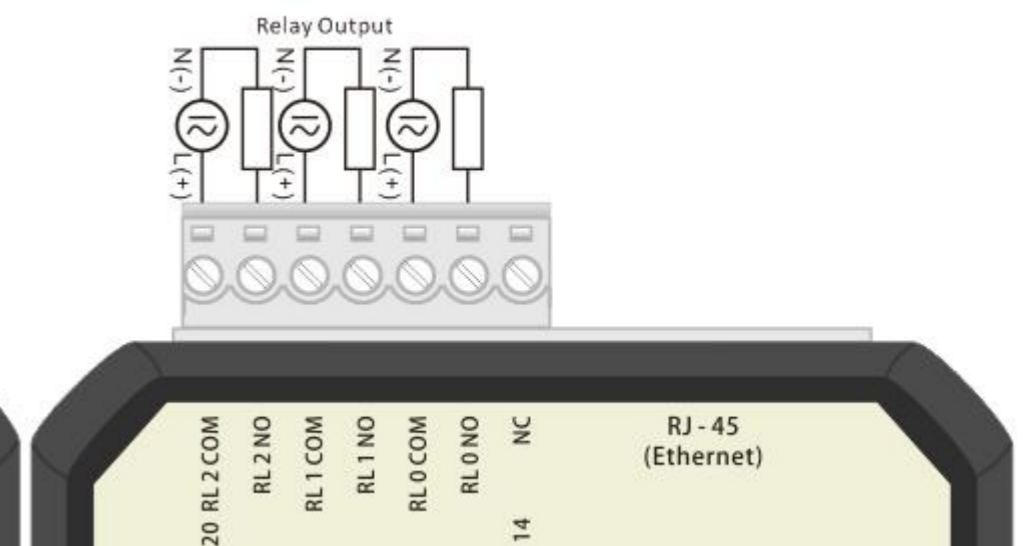 Relay Output
N(-)
L(+)
N(-)
L(+)
N(-)
L(+)
20 RL 2 COM
RL 2 NO
RL 1 COM
RL 1 NO
RL 0 COM
RL 0 NO
14 NC
RJ - 45
(Ethernet)